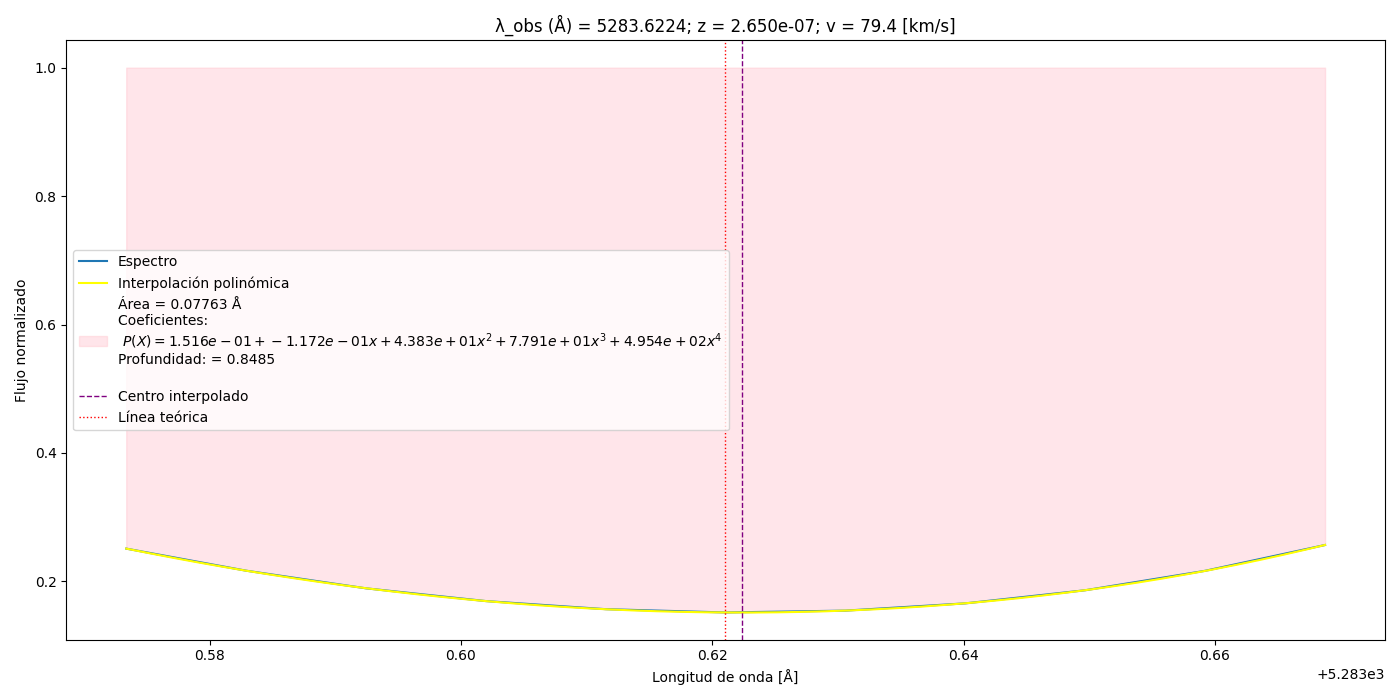 λ_obs (Å) = 5283.6224; z = 2.650e-07; v = 79.4 [km/s]
Flujo normalizado
1.0
0.8
0.6
0.4
0.2
Espectro
Interpolación polinómica
Área = 0.07763 Å
Coeficientes:
P(X) = 1.516e − 01 + −1.172e − 01x + 4.383e + 01x² + 7.791e + 01x³ + 4.954e + 02x⁴
Profundidad: = 0.8485
Centro interpolado
Línea teórica
0.58 0.60 0.62 0.64 0.66
+5.283e3
Longitud de onda [Å]